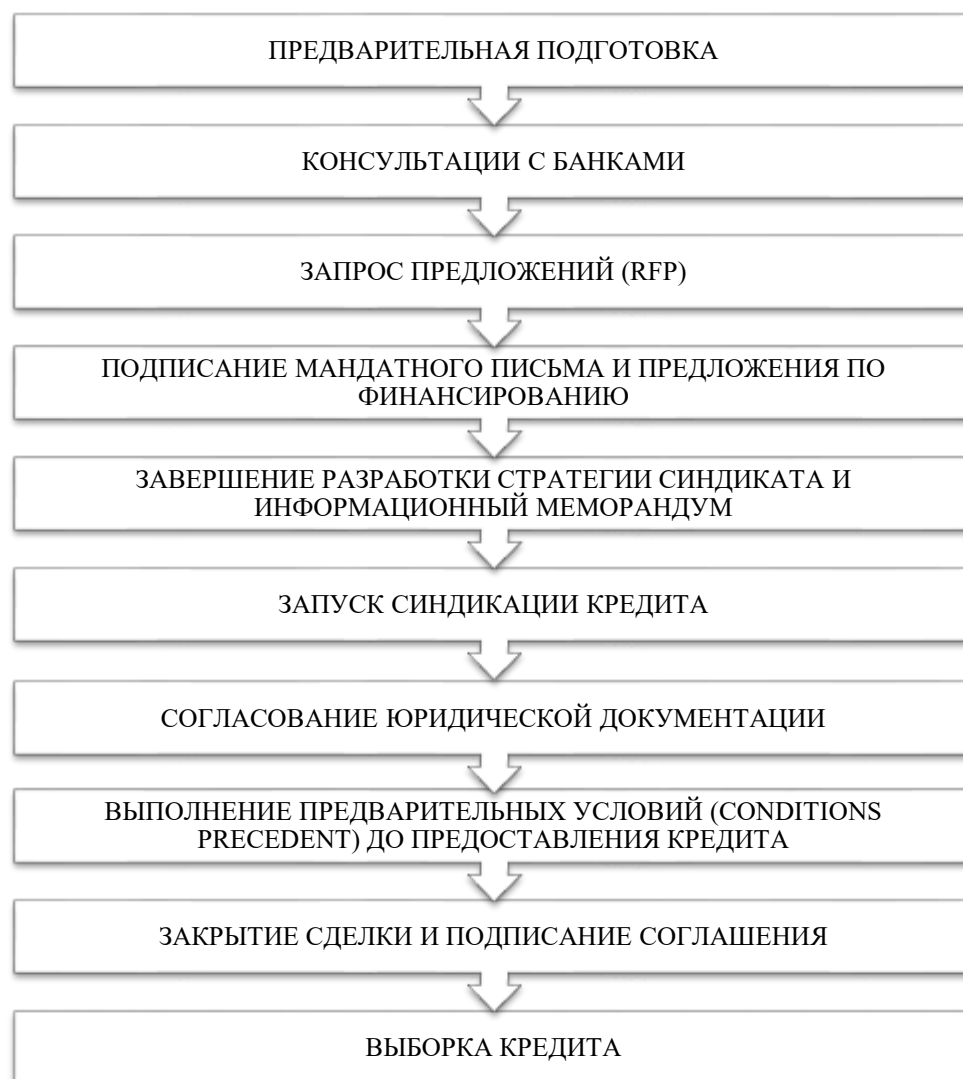 ПРЕДВАРИТЕЛЬНАЯ ПОДГОТОВКА
КОНСУЛЬТАЦИИ С БАНКАМИ
ЗАПРОС ПРЕДЛОЖЕНИЙ (RFP)
ПОДПИСАНИЕ МАНДАТНОГО ПИСЬМА И ПРЕДЛОЖЕНИЯ ПО
ФИНАНСИРОВАНИЮ
ЗАВЕРШЕНИЕ РАЗРАБОТКИ СТРАТЕГИИ СИНДИКАТА И
ИНФОРМАЦИОННЫЙ МЕМОРАНДУМ
ЗАПУСК СИНДИКАЦИИ КРЕДИТА
СОГЛАСОВАНИЕ ЮРИДИЧЕСКОЙ ДОКУМЕНТАЦИИ
ВЫПОЛНЕНИЕ ПРЕДВАРИТЕЛЬНЫХ УСЛОВИЙ (CONDITIONS
PRECEDENT) ДО ПРЕДОСТАВЛЕНИЯ КРЕДИТА
ЗАКРЫТИЕ СДЕЛКИ И ПОДПИСАНИЕ СОГЛАШЕНИЯ
ВЫБОРКА КРЕДИТА